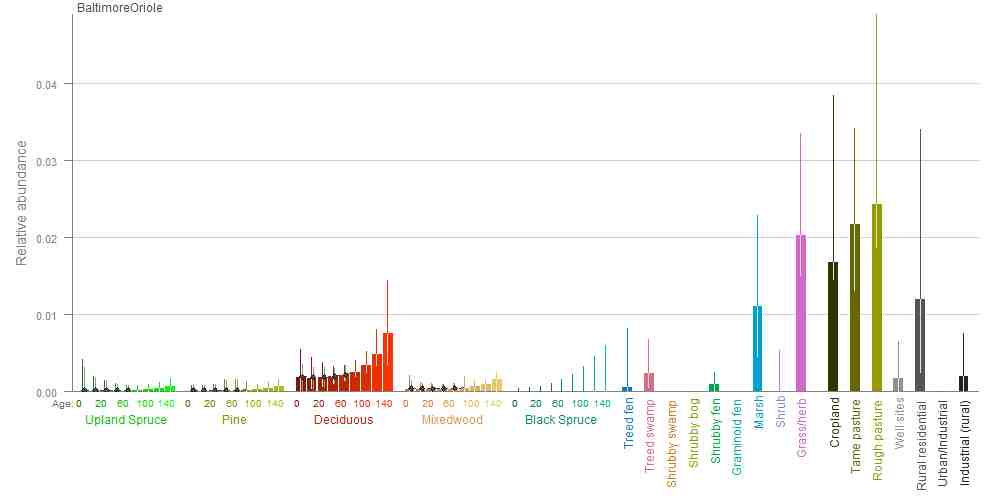 BaltimoreOriole
Relative abundance
0.04
0.03
0.02
0.01
0.00
Age: 0 20 60 100 140 0 20 60 100 140 0 20 60 100 140 0 20 60 100 140 0 20 60 100 140
Upland Spruce Pine Deciduous Mixedwood Black Spruce
Treed fen
Treed swamp
Shrubby swamp
Shrubby bog
Shrubby fen
Graminoid fen
Marsh
Shrub
Grass/herb
Cropland
Tame pasture
Rough pasture
Well sites
Rural residential
Urban/Industrial
Industrial (rural)